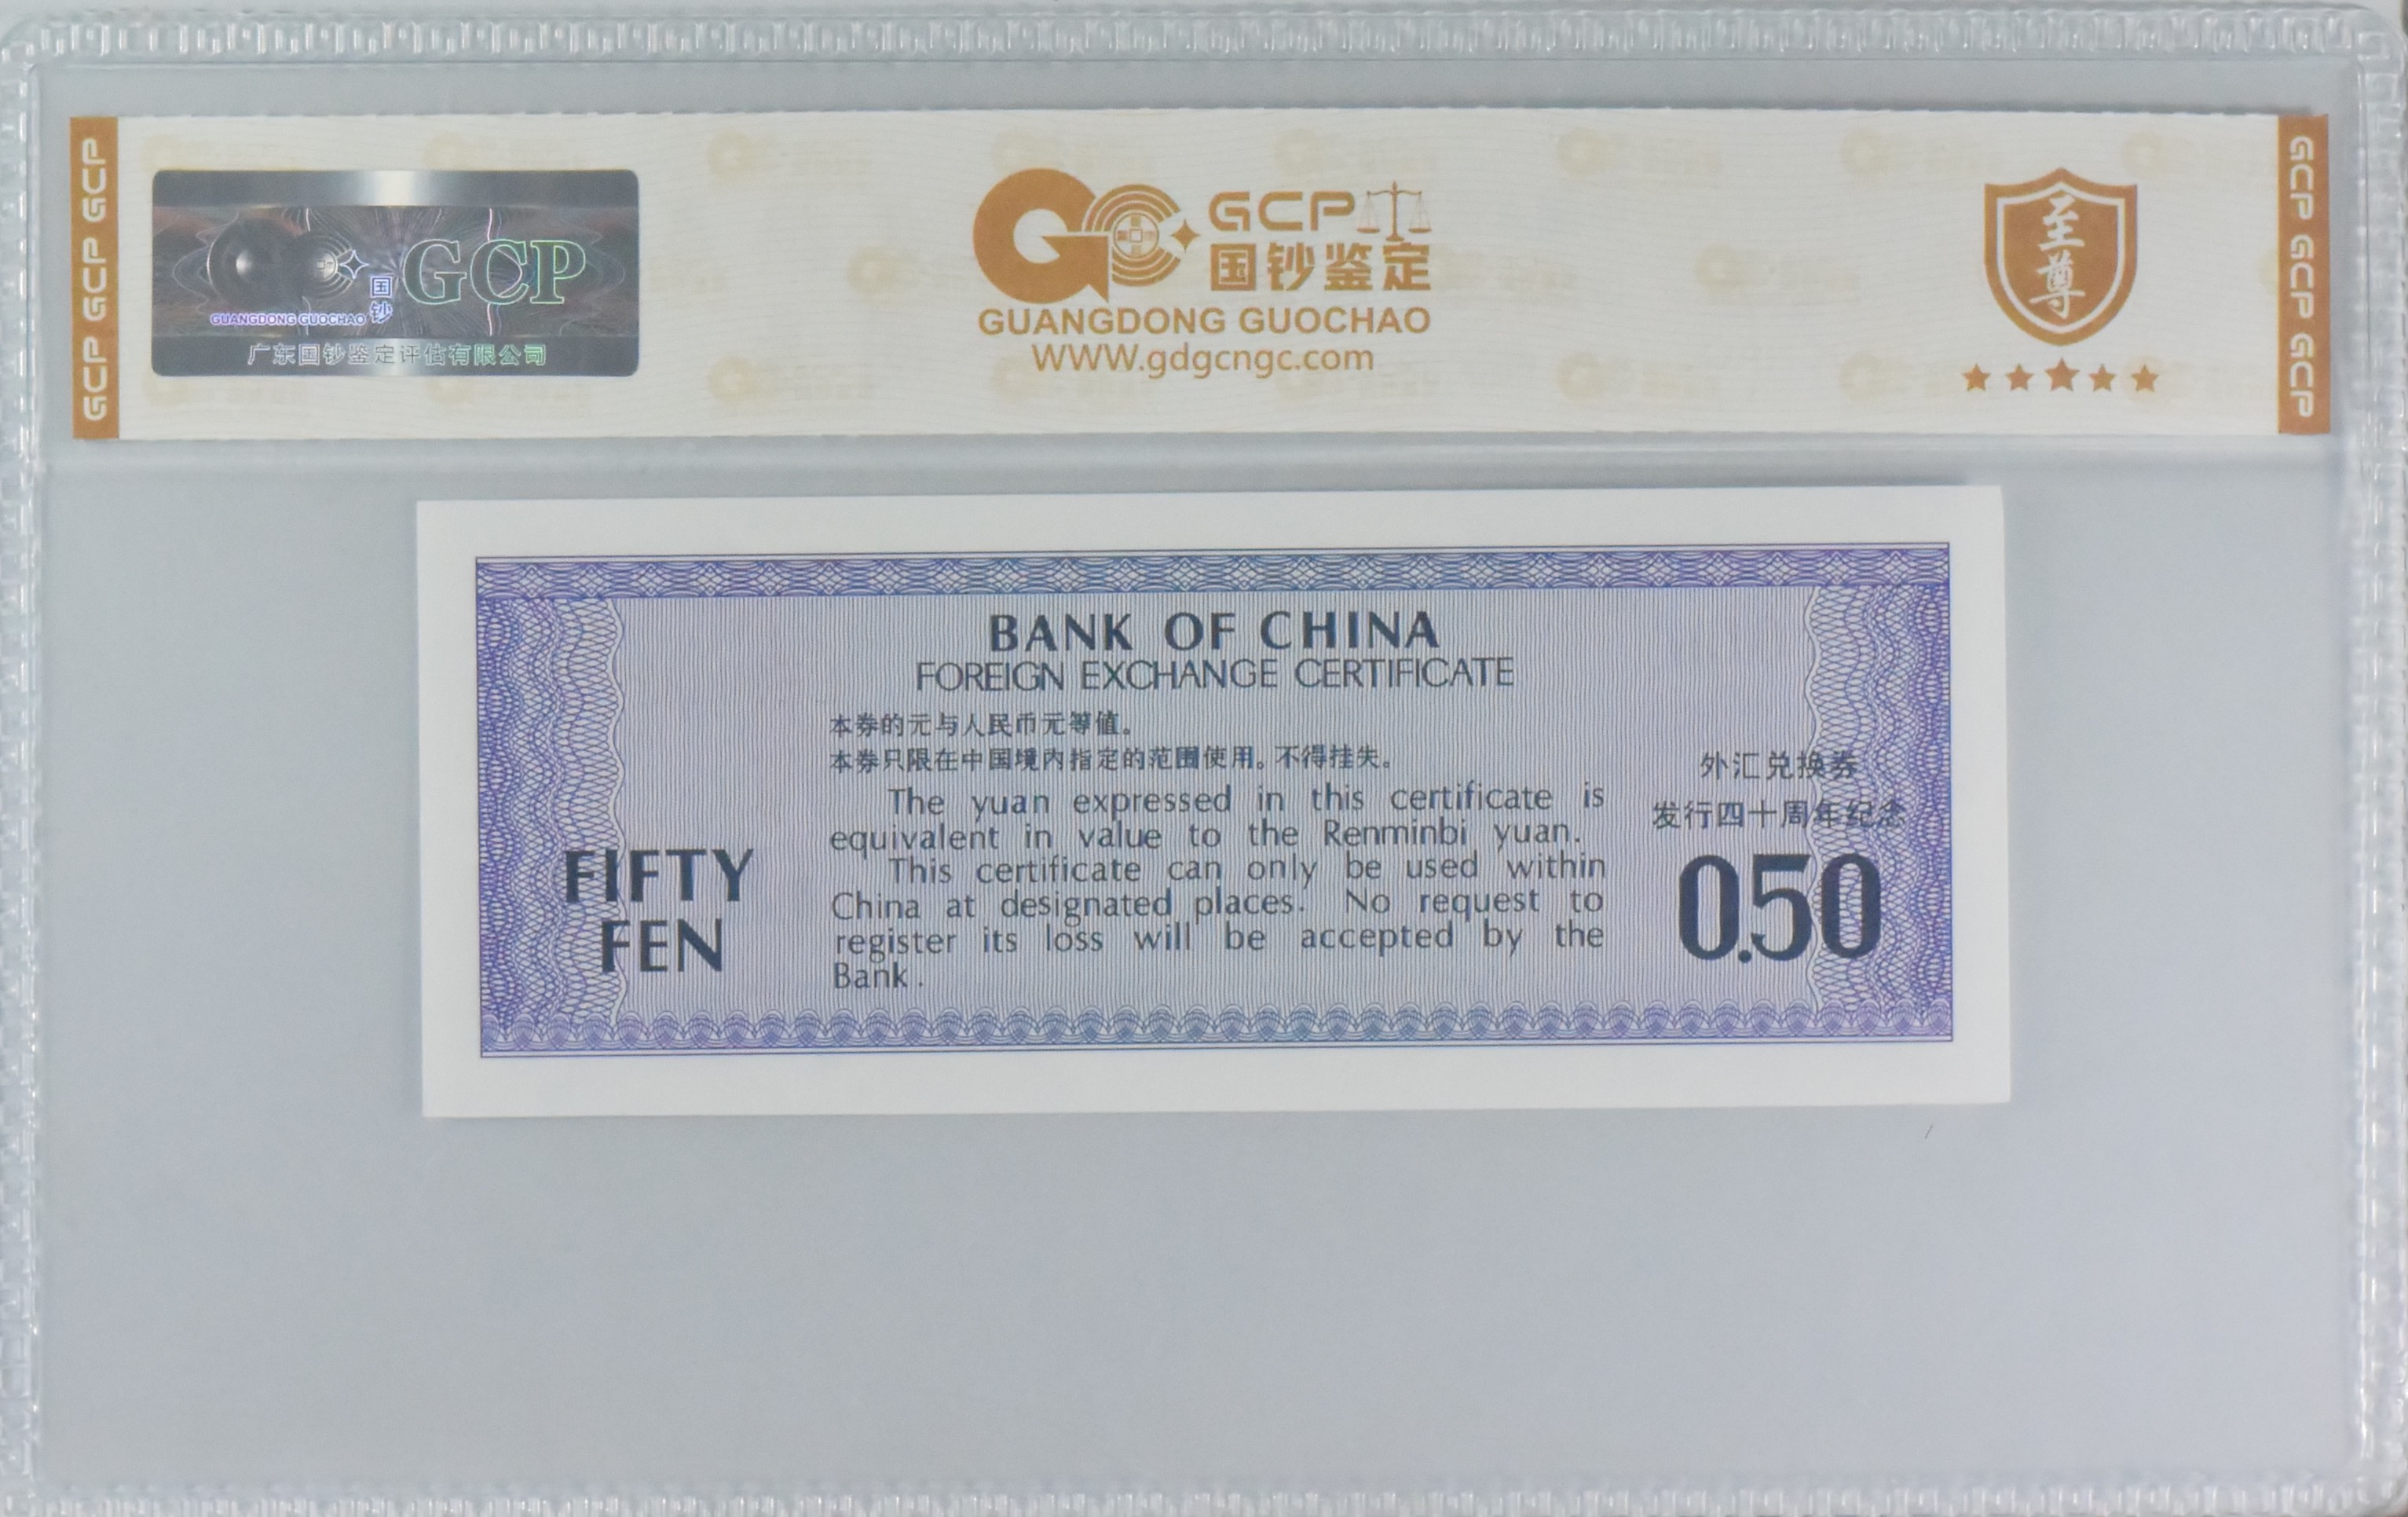 GCP GCP GCP
国钞 GCP
GUANGDONG GUOCHAO
广东国钞鉴定评估有限公司
GCP
国钞鉴定
GUANGDONG GUOCHAO
WWW.gdgcngc.com
至尊
GCP GCP GCP
BANK OF CHINA
FOREIGN EXCHANGE CERTIFICATE
本券的元与人民币元等值。
本券只限在中国境内指定的范围使用。不得挂失。
The yuan expressed in this certificate is
equivalent in value to the Renminbi yuan.
This certificate can only be used within
China at designated places. No request to
register its loss will be accepted by the
Bank.
FIFTY
FEN
外汇兑换券
发行四十周年纪念
0.50